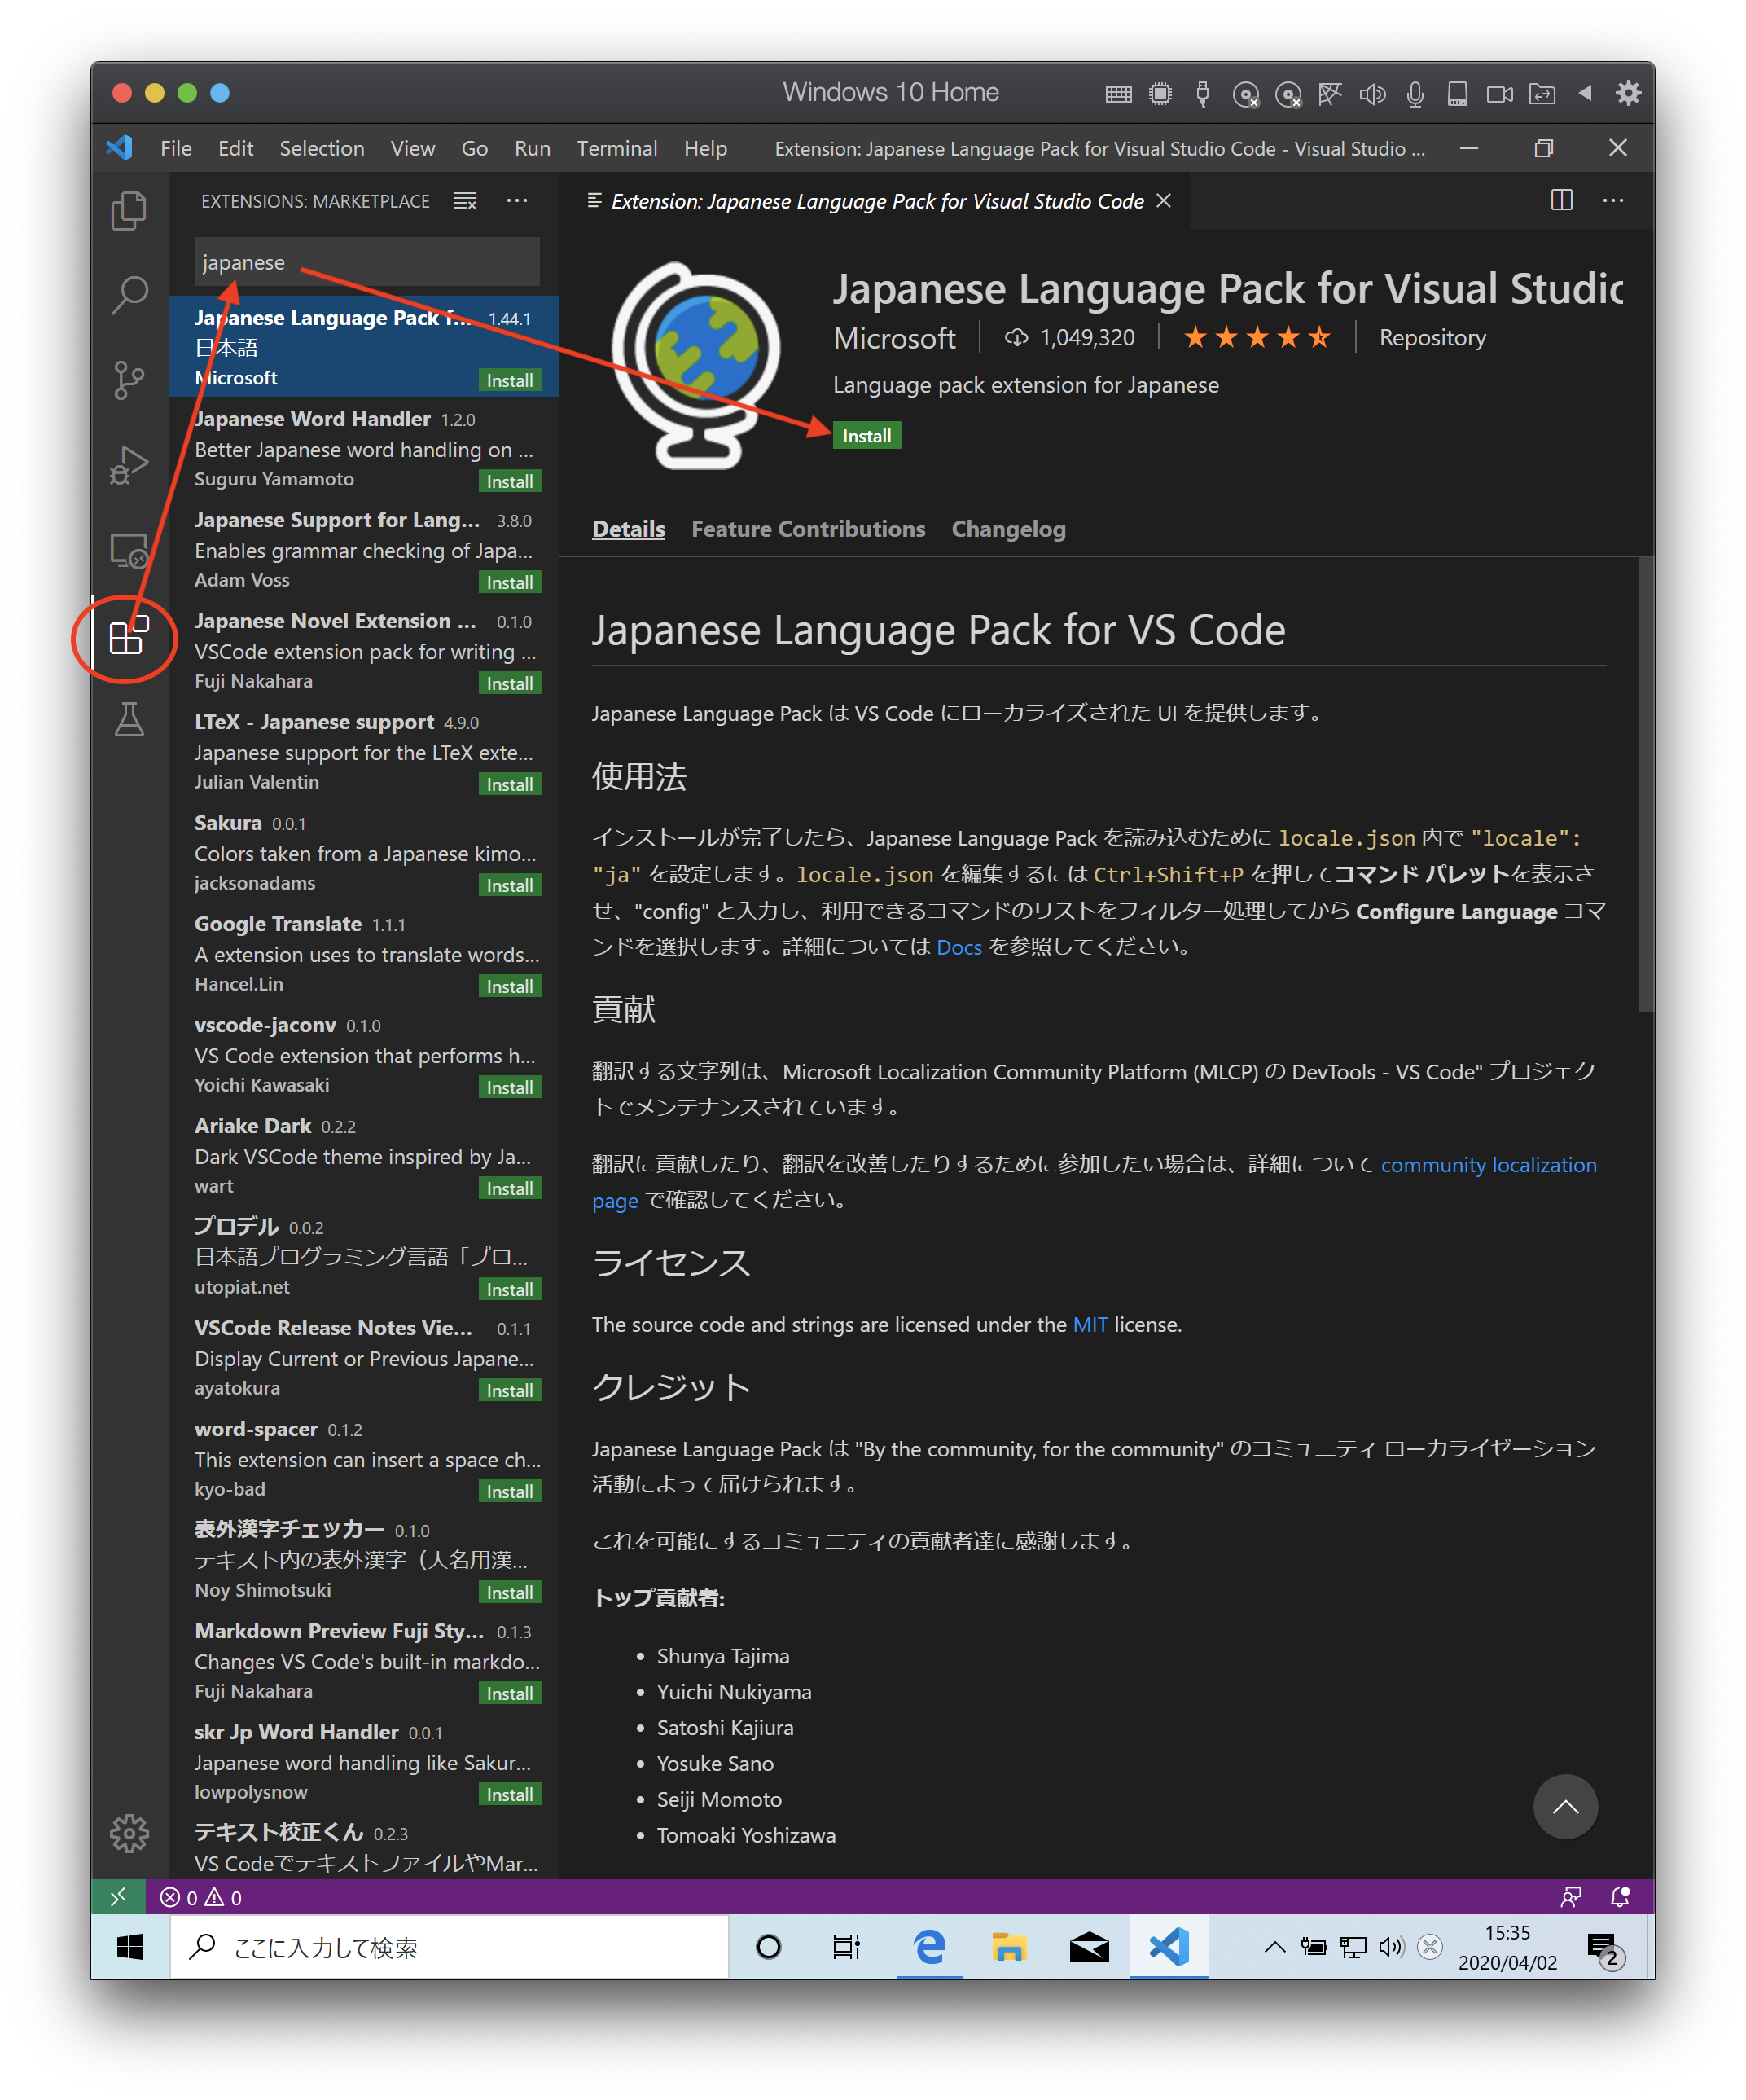 Windows 10 Home
File Edit Selection View Go Run Terminal Help Extension: Japanese Language Pack for Visual Studio Code - Visual Studio ...
EXTENSIONS: MARKETPLACE
japanese
Japanese Language Pack f... 1.44.1
日本語
Microsoft Install
Japanese Word Handler 1.2.0
Better Japanese word handling on ...
Suguru Yamamoto Install
Japanese Support for Lang... 3.8.0
Enables grammar checking of Japa...
Adam Voss Install
Japanese Novel Extension ... 0.1.0
VSCode extension pack for writing ...
Fuji Nakahara Install
LTeX - Japanese support 4.9.0
Japanese support for the LTeX exte...
Julian Valentin Install
Sakura 0.0.1
Colors taken from a Japanese kimo...
jacksonadams Install
Google Translate 1.1.1
A extension uses to translate words...
Hancel.Lin Install
vscode-jaconv 0.1.0
VS Code extension that performs h...
Yoichi Kawasaki Install
Ariake Dark 0.2.2
Dark VSCode theme inspired by Ja...
wart Install
プロデル 0.0.2
日本語プログラミング言語「プロ...
utopiat.net Install
VSCode Release Notes Vie... 0.1.1
Display Current or Previous Japane...
ayatokura Install
word-spacer 0.1.2
This extension can insert a space ch...
kyo-bad Install
表外漢字チェッカー 0.1.0
テキスト内の表外漢字（人名用漢...
Noy Shimotsuki Install
Markdown Preview Fuji Sty... 0.1.3
Changes VS Code's built-in markdo...
Fuji Nakahara Install
skr Jp Word Handler 0.0.1
Japanese word handling like Sakur...
lowpolysnow Install
テキスト校正くん 0.2.3
VS CodeでテキストファイルやMar...
Extension: Japanese Language Pack for Visual Studio Code
Japanese Language Pack for Visual Studic
Microsoft 1,049,320 Repository
Language pack extension for Japanese
Install
Details Feature Contributions Changelog
Japanese Language Pack for VS Code
Japanese Language Pack は VS Code にローカライズされた UI を提供します。
使用法
インストールが完了したら、Japanese Language Pack を読み込むために locale.json 内で "locale":
"ja" を設定します。locale.json を編集するには Ctrl+Shift+P を押してコマンド パレットを表示さ
せ、"config" と入力し、利用できるコマンドのリストをフィルター処理してから Configure Language コマ
ンドを選択します。詳細については Docs を参照してください。
貢献
翻訳する文字列は、Microsoft Localization Community Platform (MLCP) の DevTools - VS Code" プロジェク
トでメンテナンスされています。
翻訳に貢献したり、翻訳を改善したりするために参加したい場合は、詳細について community localization
page で確認してください。
ライセンス
The source code and strings are licensed under the MIT license.
クレジット
Japanese Language Pack は "By the community, for the community" のコミュニティ ローカライゼーション
活動によって届けられます。
これを可能にするコミュニティの貢献者達に感謝します。
トップ貢献者:
Shunya Tajima
Yuichi Nukiyama
Satoshi Kajiura
Yosuke Sano
Seiji Momoto
Tomoaki Yoshizawa
0 0
ここに入力して検索
15:35
2020/04/02
2